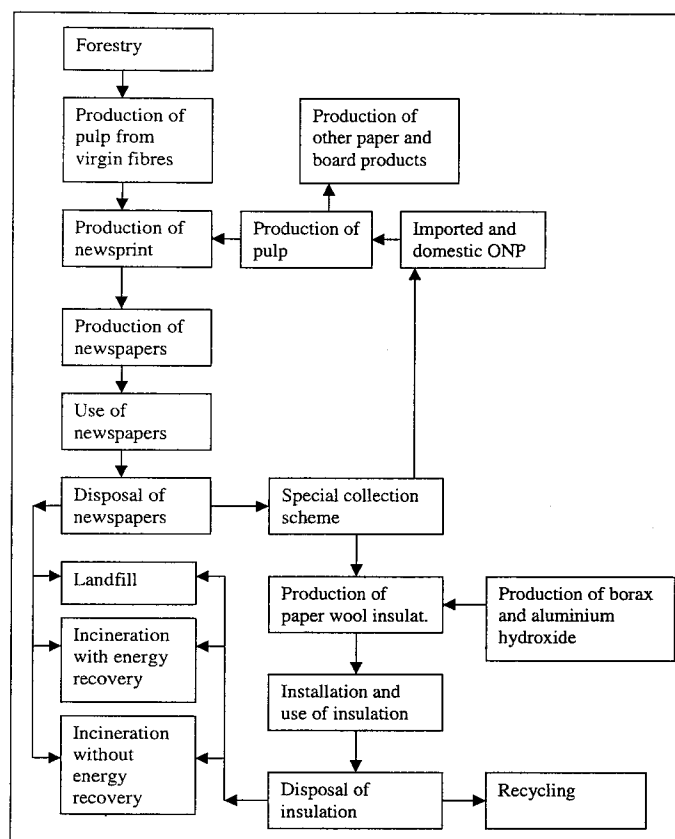 Forestry
Production of
pulp from
virgin fibres
Production of
other paper and
board products
Production of
newsprint
Production of
pulp
Imported and
domestic ONP
Production of
newspapers
Use of
newspapers
Disposal of
newspapers
Special collection
scheme
Landfill
Production of
paper wool insulat.
Production of borax
and aluminium
hydroxide
Incineration
with energy
recovery
Installation and
use of insulation
Incineration
without
energy
recovery
Disposal of
insulation
Recycling